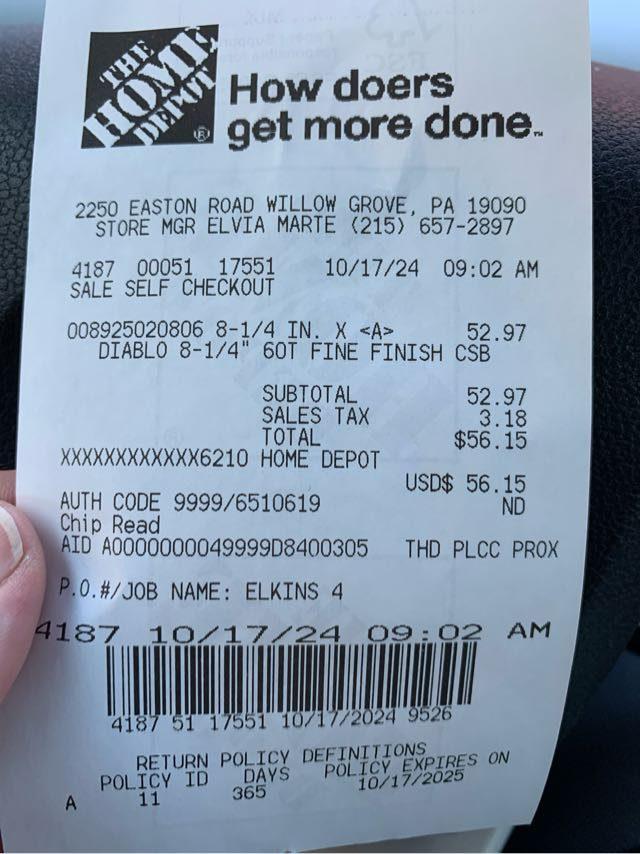 THE
HOME
DEPOT ®
How doers
get more done.™
2250 EASTON ROAD WILLOW GROVE, PA 19090
STORE MGR ELVIA MARTE (215) 657-2897
4187 00051 17551 10/17/24 09:02 AM
SALE SELF CHECKOUT
008925020806 8-1/4 IN. X <A> 52.97
DIABLO 8-1/4" 60T FINE FINISH CSB
SUBTOTAL 52.97
SALES TAX 3.18
TOTAL $56.15
XXXXXXXXXXXX6210 HOME DEPOT
USD$ 56.15
AUTH CODE 9999/6510619 ND
Chip Read
AID A0000000049999D8400305 THD PLCC PROX
P.O.#/JOB NAME: ELKINS 4
4187 10/17/24 09:02 AM
4187 51 17551 10/17/2024 9526
RETURN POLICY DEFINITIONS
POLICY ID DAYS POLICY EXPIRES ON
A 11 365 10/17/2025